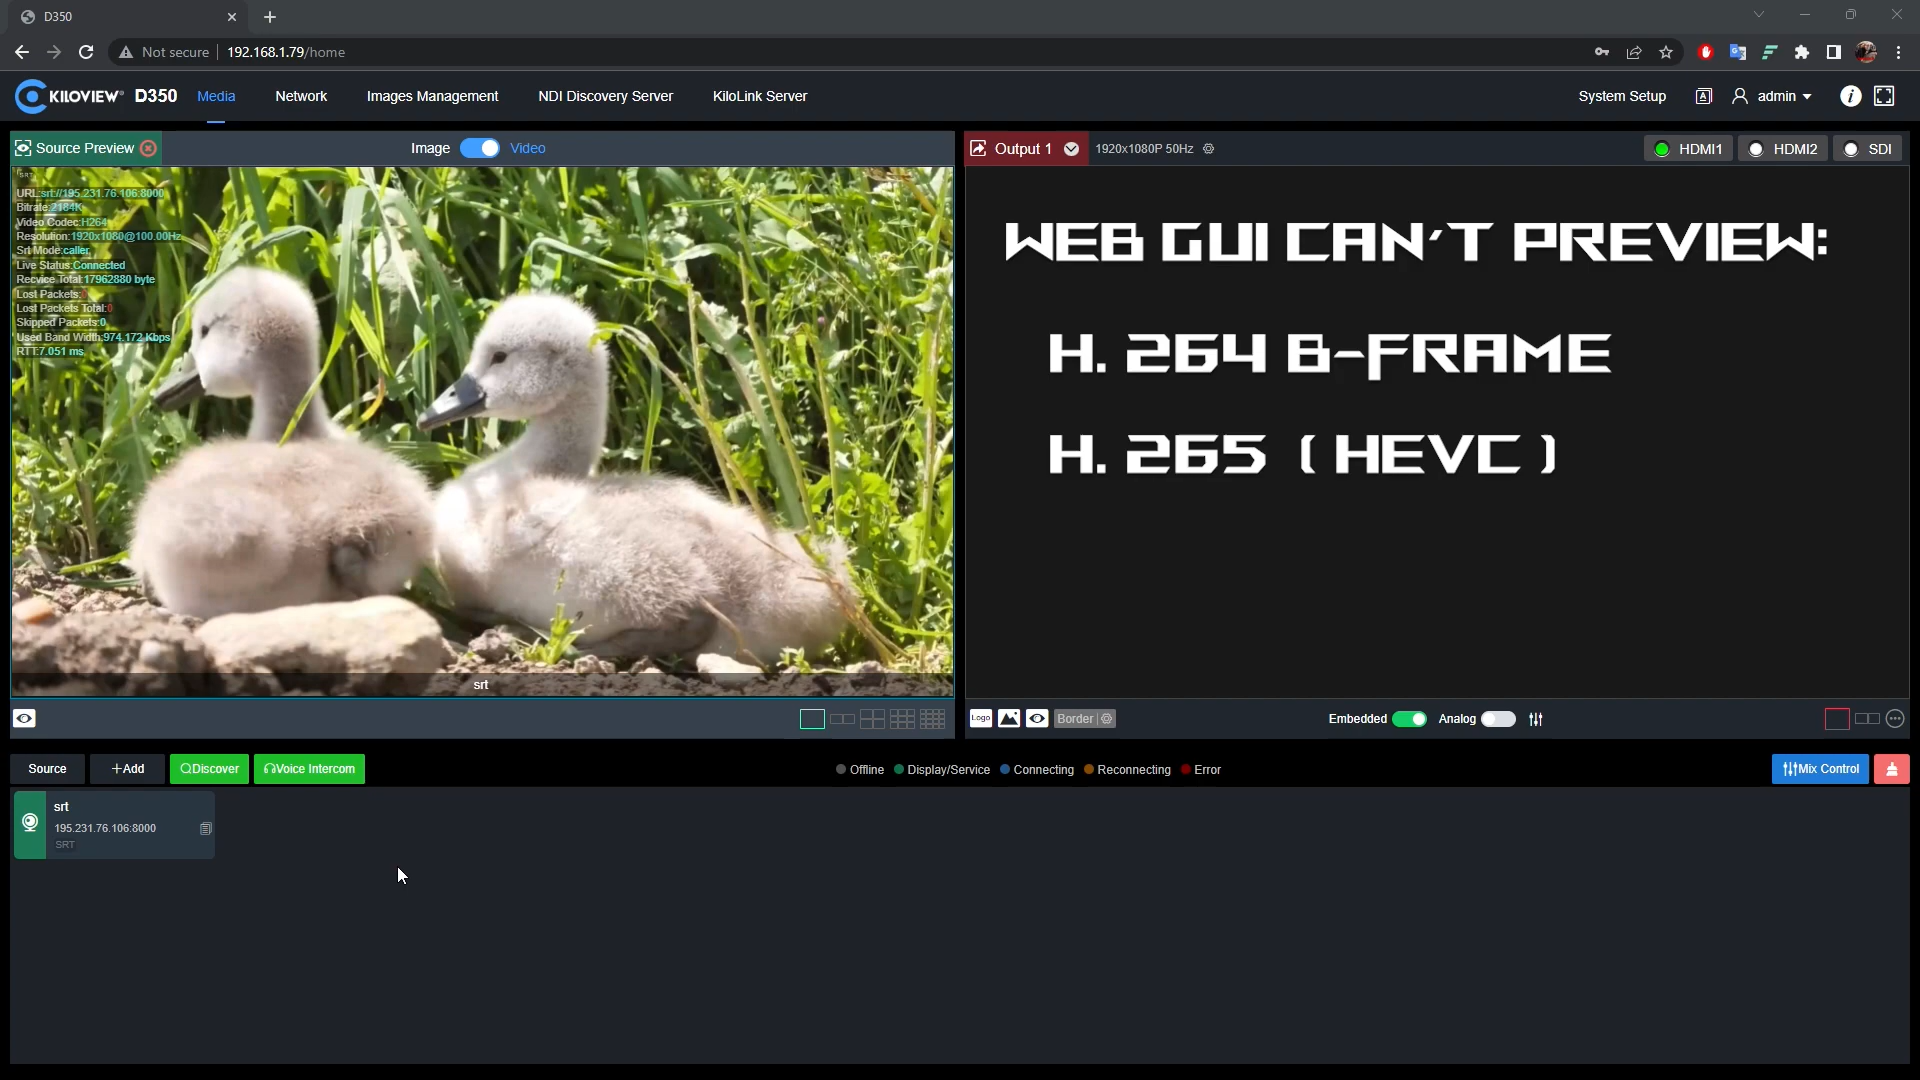 D350
Not secure
192.168.1.79/home
KILOVIEW D350
Media
Network
Images Management
NDI Discovery Server
KiloLink Server
System Setup
admin
Source Preview
Image
Video
Output 1
1920x1080P 50Hz
HDMI1
HDMI2
SDI
SRT
URL:srt://195.231.76.106:8000
Bitrate:2184K
Video Codec:H264
Resolution:1920x1080@100.00Hz
Srt Mode:caller
Live Status:Connected
Recvice Total:17962880 byte
Lost Packets:0
Lost Packets Total:0
Skipped Packets:0
Used Band Width:974.172 Kbps
RTT:7.051 ms
srt
WEB GUI CAN'T PREVIEW:
H. 264 B-FRAME
H. 265 ( HEVC )
Logo
Border
Embedded
Analog
Source
+Add
Discover
Voice Intercom
Offline
Display/Service
Connecting
Reconnecting
Error
Mix Control
srt
195.231.76.106:8000
SRT